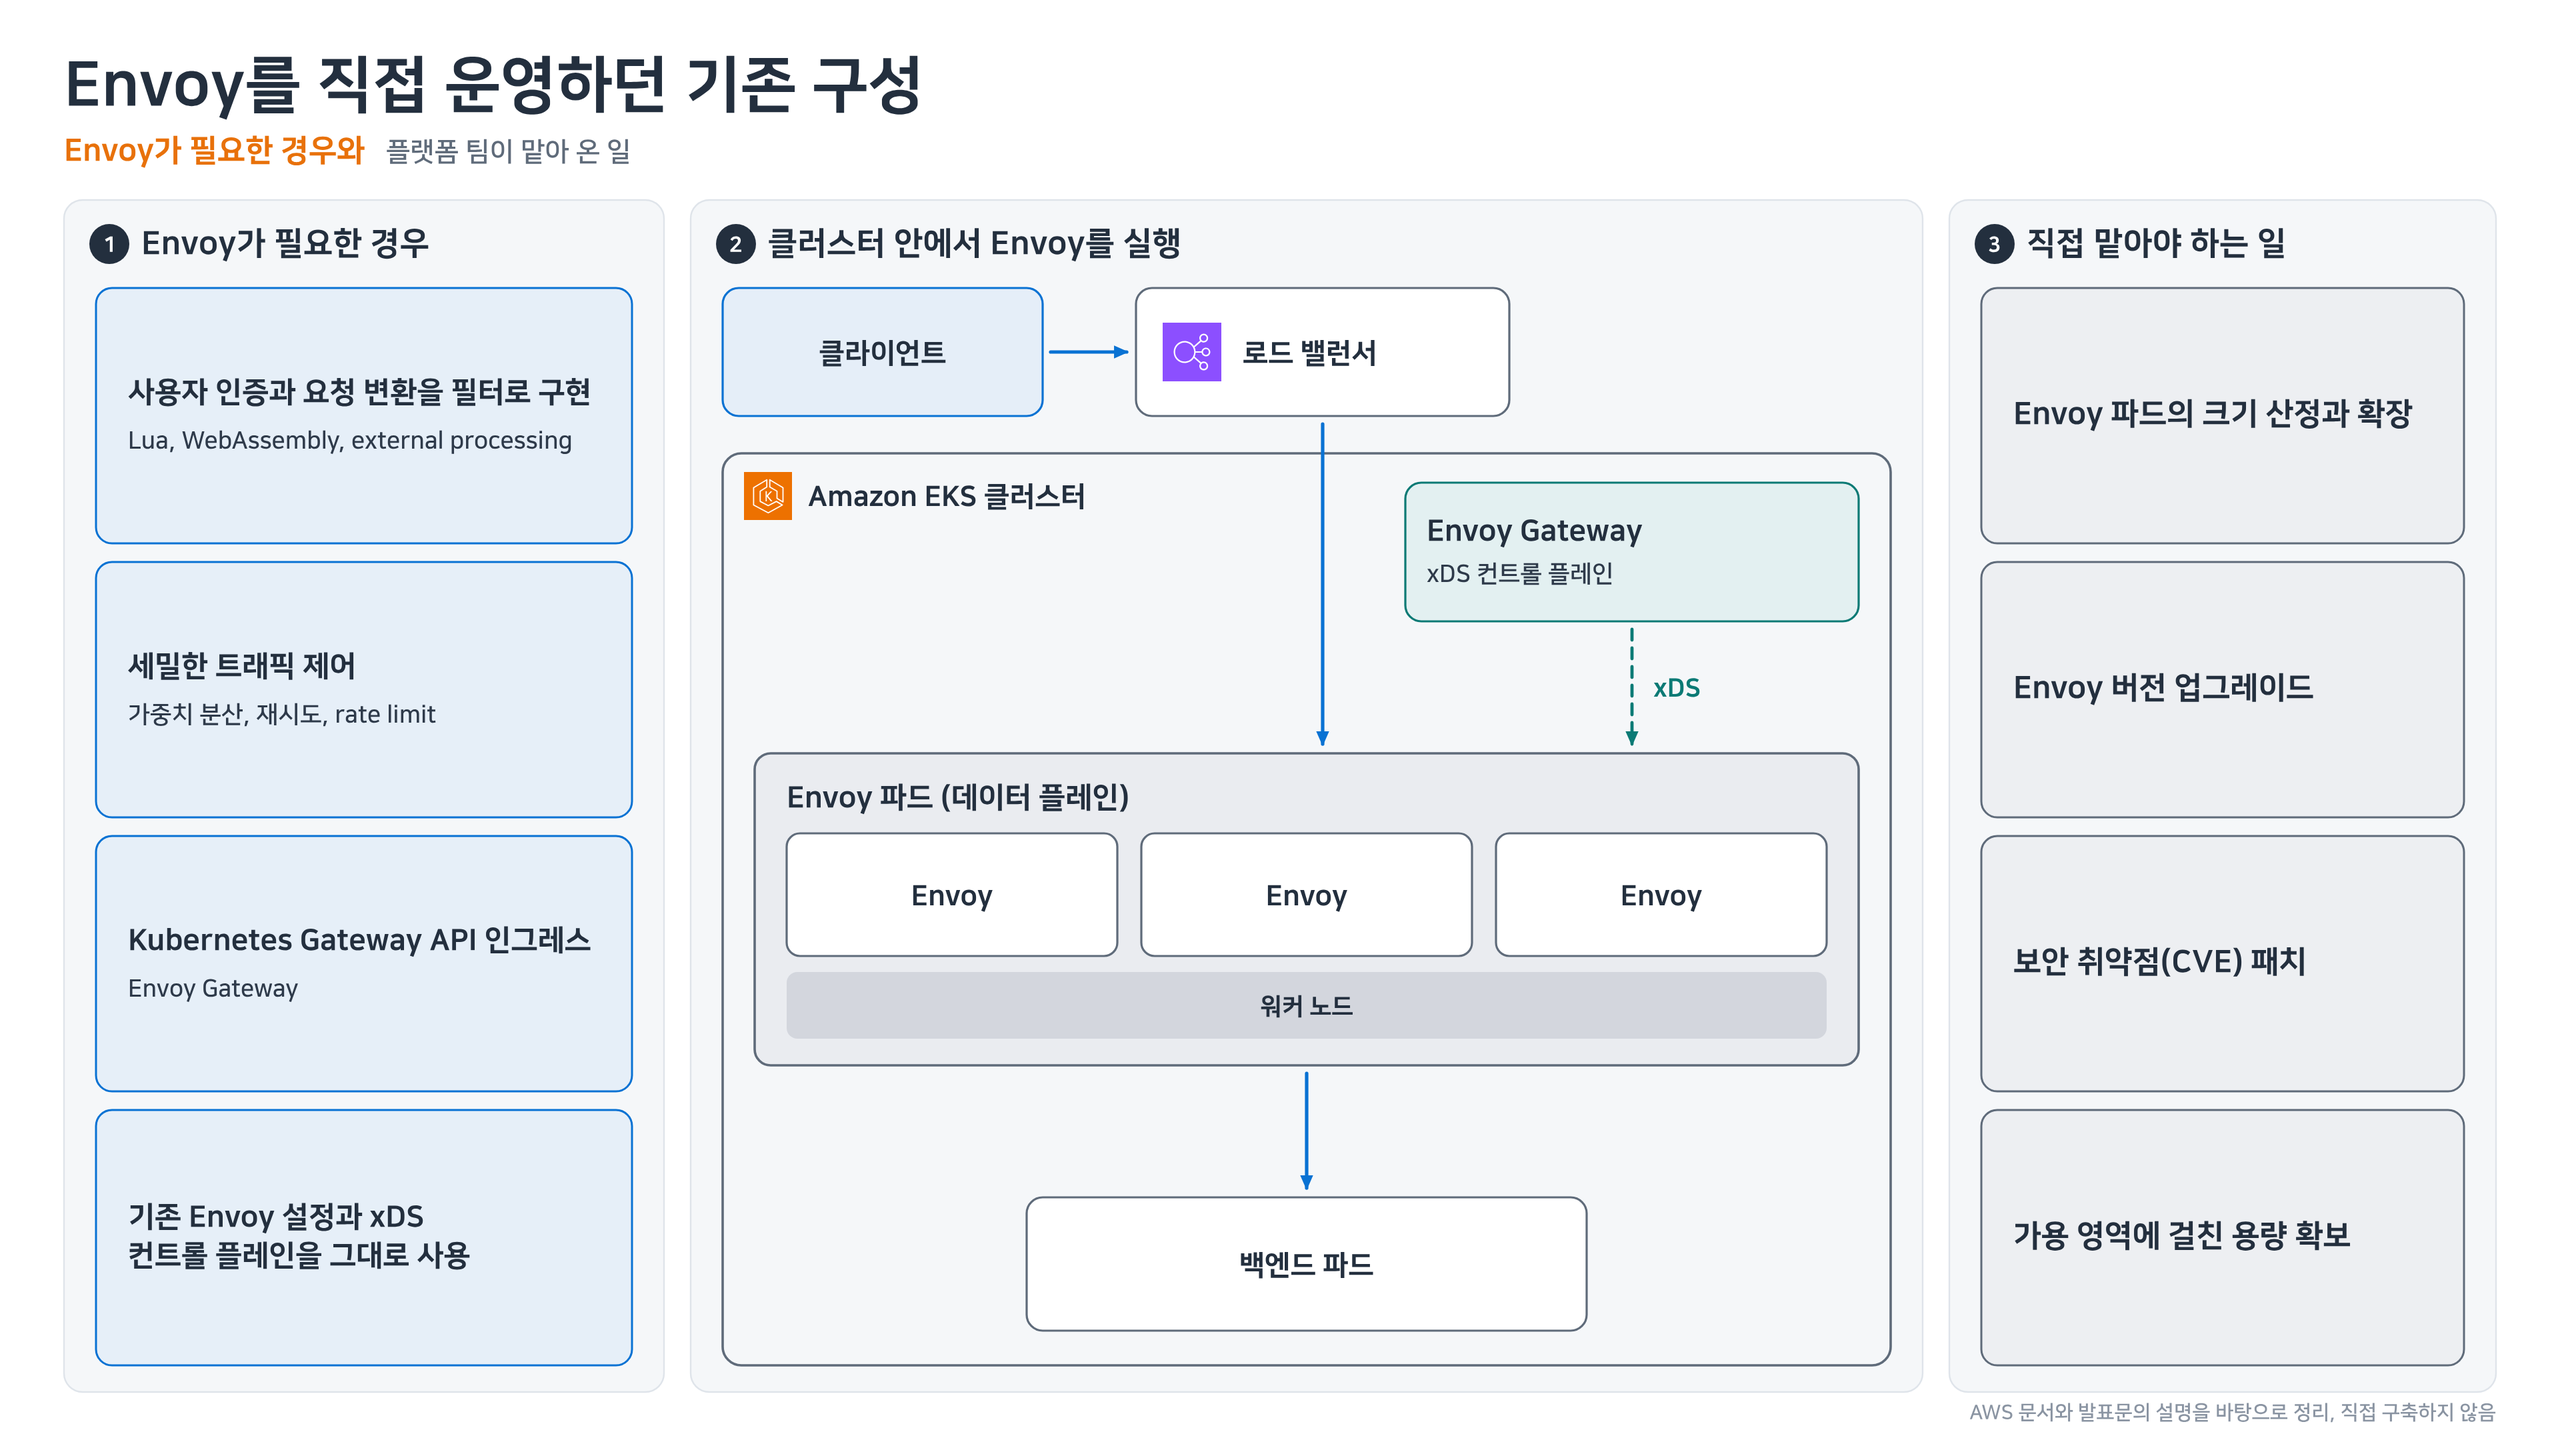 Envoy를 직접 운영하던 기존 구성
Envoy가 필요한 경우와 플랫폼 팀이 맡아 온 일
1 Envoy가 필요한 경우
사용자 인증과 요청 변환을 필터로 구현
Lua, WebAssembly, external processing
세밀한 트래픽 제어
가중치 분산, 재시도, rate limit
Kubernetes Gateway API 인그레스
Envoy Gateway
기존 Envoy 설정과 xDS
컨트롤 플레인을 그대로 사용
2 클러스터 안에서 Envoy를 실행
클라이언트
로드 밸런서
Amazon EKS 클러스터
Envoy Gateway
xDS 컨트롤 플레인
xDS
Envoy 파드 (데이터 플레인)
Envoy
Envoy
Envoy
워커 노드
백엔드 파드
3 직접 맡아야 하는 일
Envoy 파드의 크기 산정과 확장
Envoy 버전 업그레이드
보안 취약점(CVE) 패치
가용 영역에 걸친 용량 확보
AWS 문서와 발표문의 설명을 바탕으로 정리, 직접 구축하지 않음